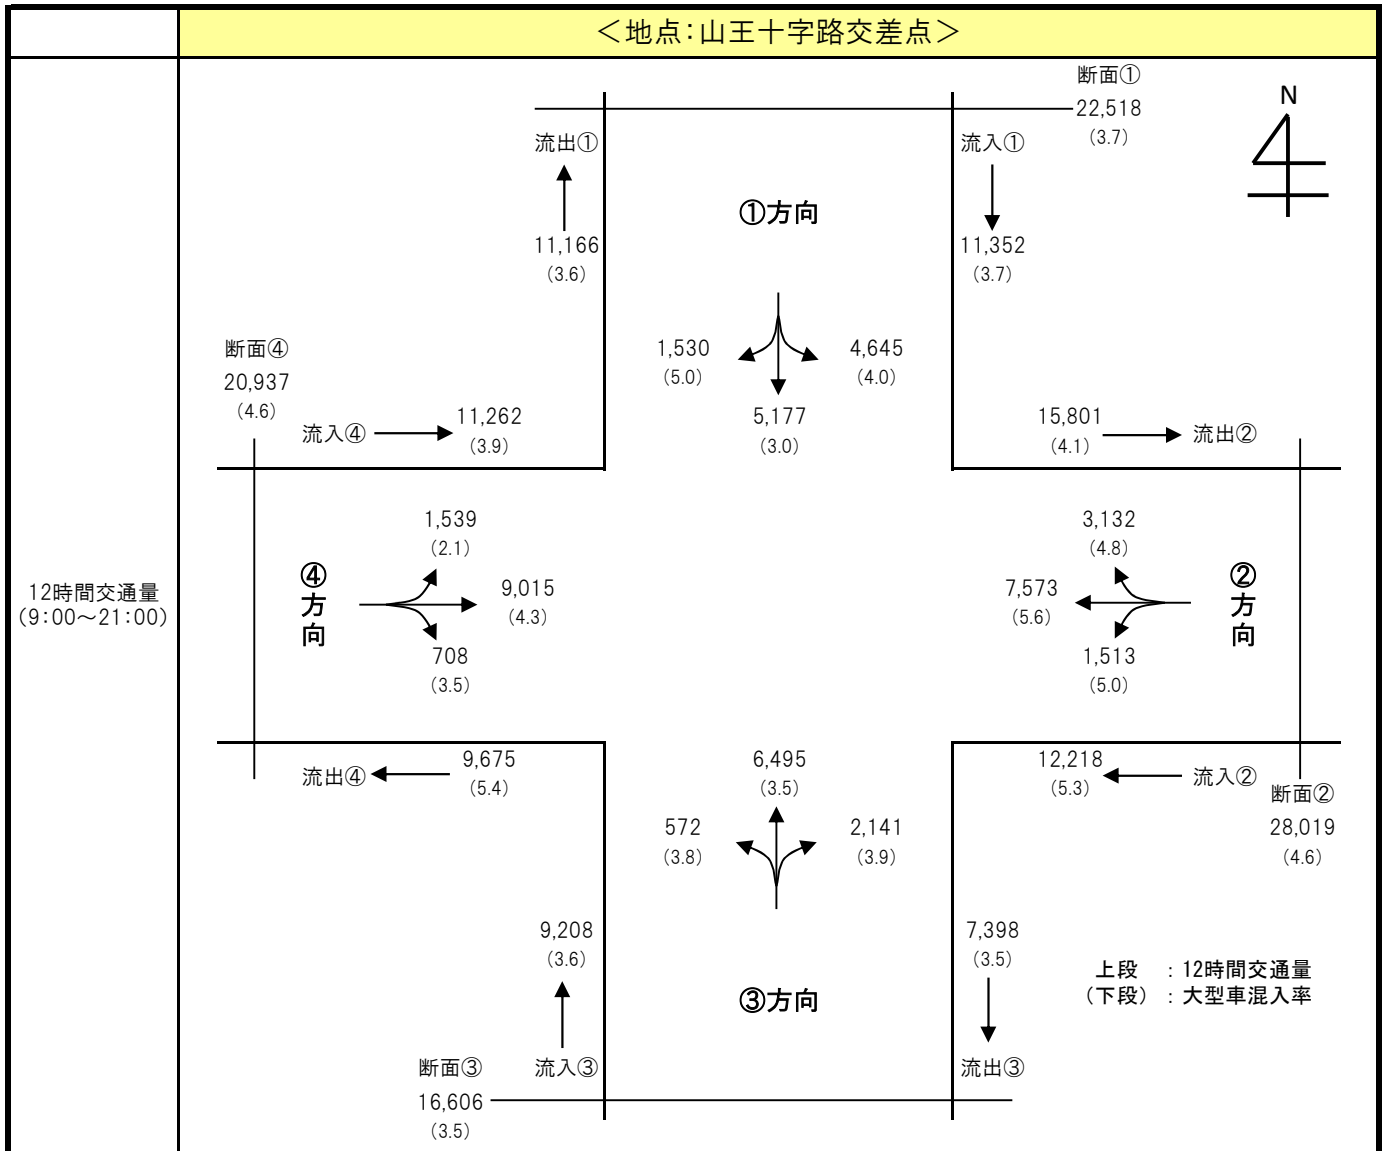 ＜地点：山王十字路交差点＞
断面①
22,518
(3.7)
N
流出①
流入①
①方向
11,166
(3.6)
11,352
(3.7)
断面④
20,937
(4.6)
1,530
(5.0)
4,645
(4.0)
5,177
(3.0)
流入④
11,262
(3.9)
15,801
(4.1)
流出②
12時間交通量
（9：00～21：00）
④方向
1,539
(2.1)
9,015
(4.3)
708
(3.5)
3,132
(4.8)
7,573
(5.6)
1,513
(5.0)
②方向
流出④
9,675
(5.4)
6,495
(3.5)
12,218
(5.3)
流入②
断面②
28,019
(4.6)
572
(3.8)
2,141
(3.9)
9,208
(3.6)
7,398
(3.5)
③方向
上段　：12時間交通量
（下段）：大型車混入率
断面③
16,606
(3.5)
流入③
流出③